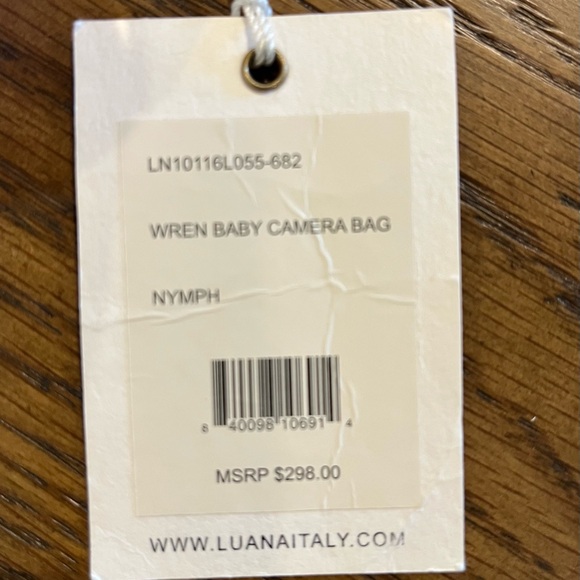 LN10116L055-682
WREN BABY CAMERA BAG
NYMPH
8 40098 10691 4
MSRP $298.00
WWW.LUANAITALY.COM